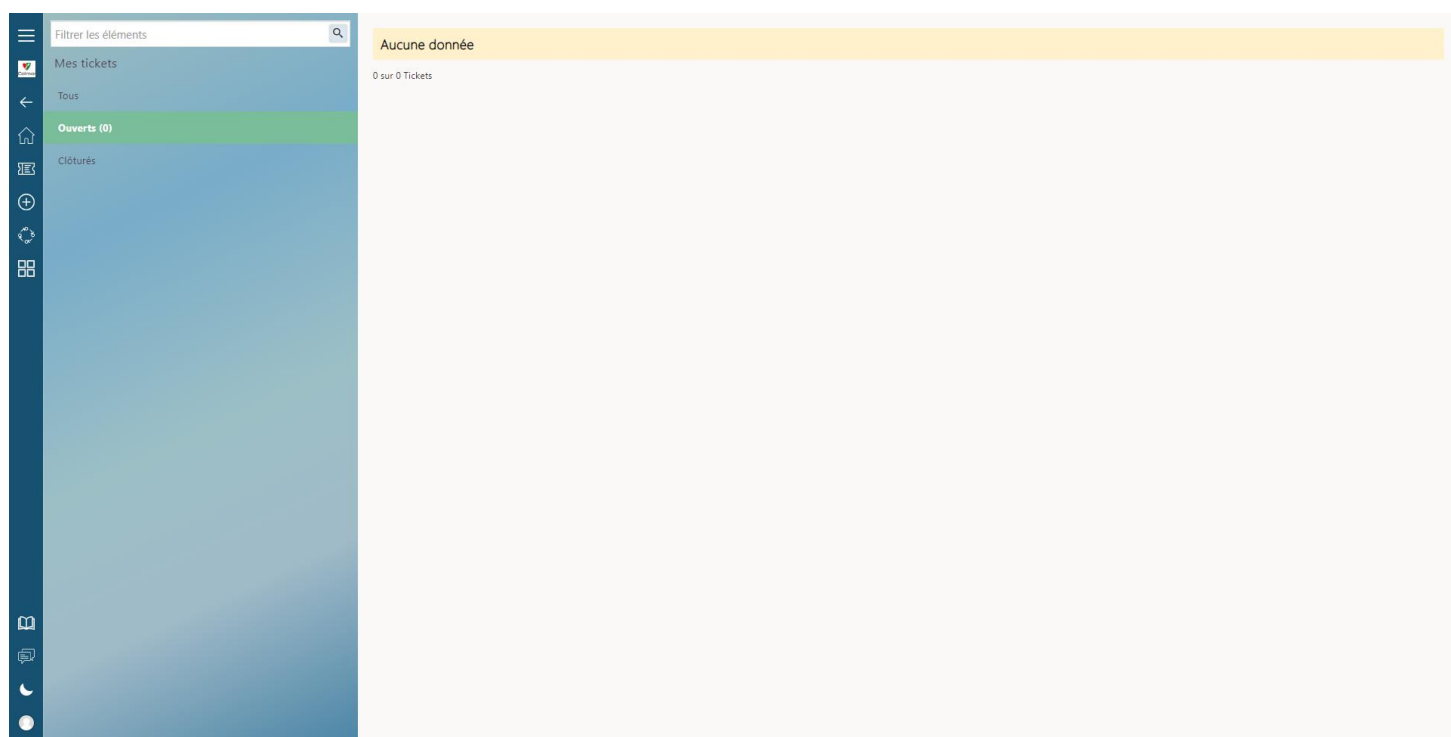 Filtrer les éléments
Mes tickets
Tous
Ouverts (0)
Clôturés
Aucune donnée
0 sur 0 Tickets